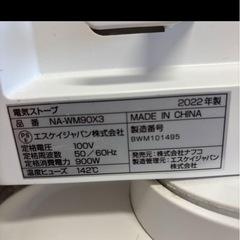 電気ストーブ 2022年製
品番 NA-WM90X3 MADE IN CHINA
PSE エスケイジャパン株式会社 製造番号
定格電圧 100V BWM101495
定格周波数 50/60Hz 発売元:株式会社ナフコ
定格消費電力 900W 製造管理元:エスケイジャパン株式会社
温度ヒューズ 142℃